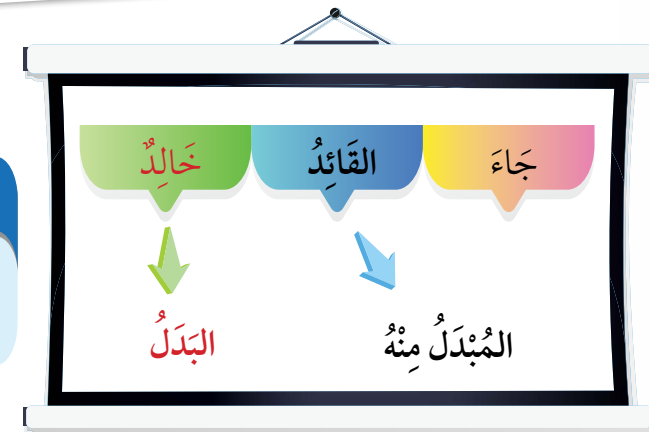 جَاءَ القَائِدُ خَالِدٌ
المُبْدَلُ مِنْهُ البَدَلُ